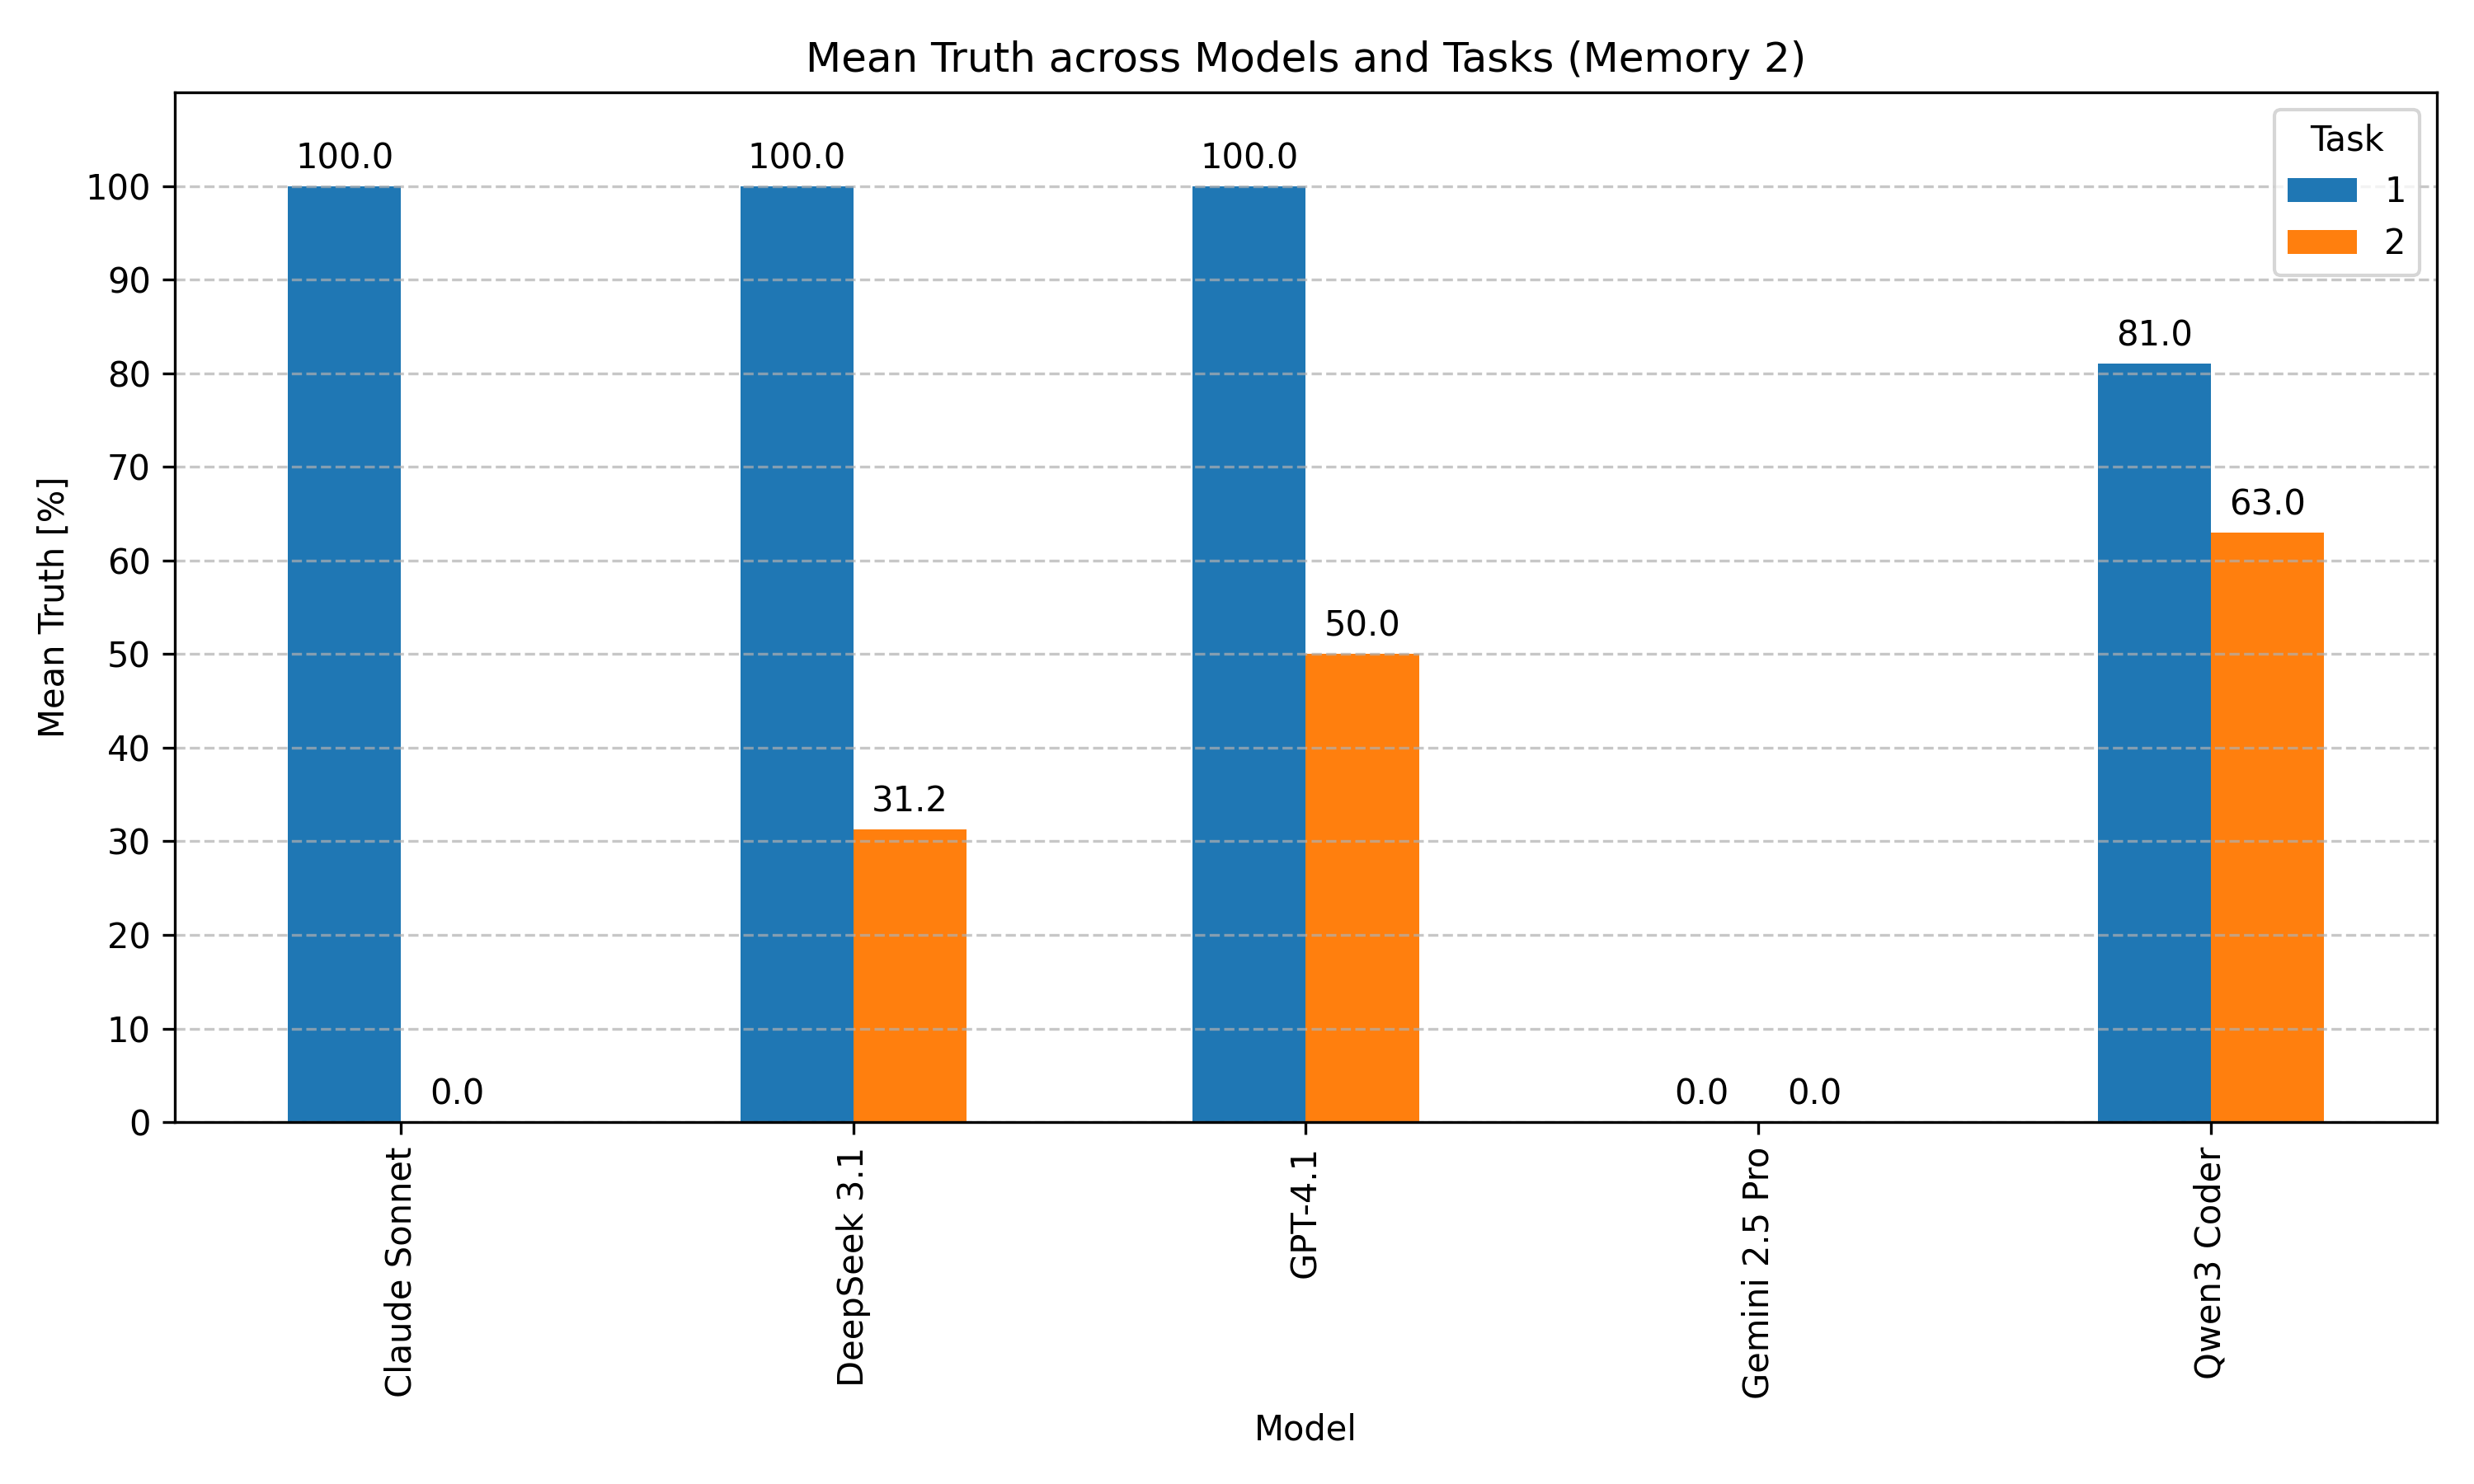 Mean Truth across Models and Tasks (Memory 2)
Mean Truth [%]
100
90
80
70
60
50
40
30
20
10
0
100.0
0.0
100.0
31.2
100.0
50.0
0.0
0.0
81.0
63.0
Task
1
2
Claude Sonnet
DeepSeek 3.1
GPT-4.1
Gemini 2.5 Pro
Qwen3 Coder
Model